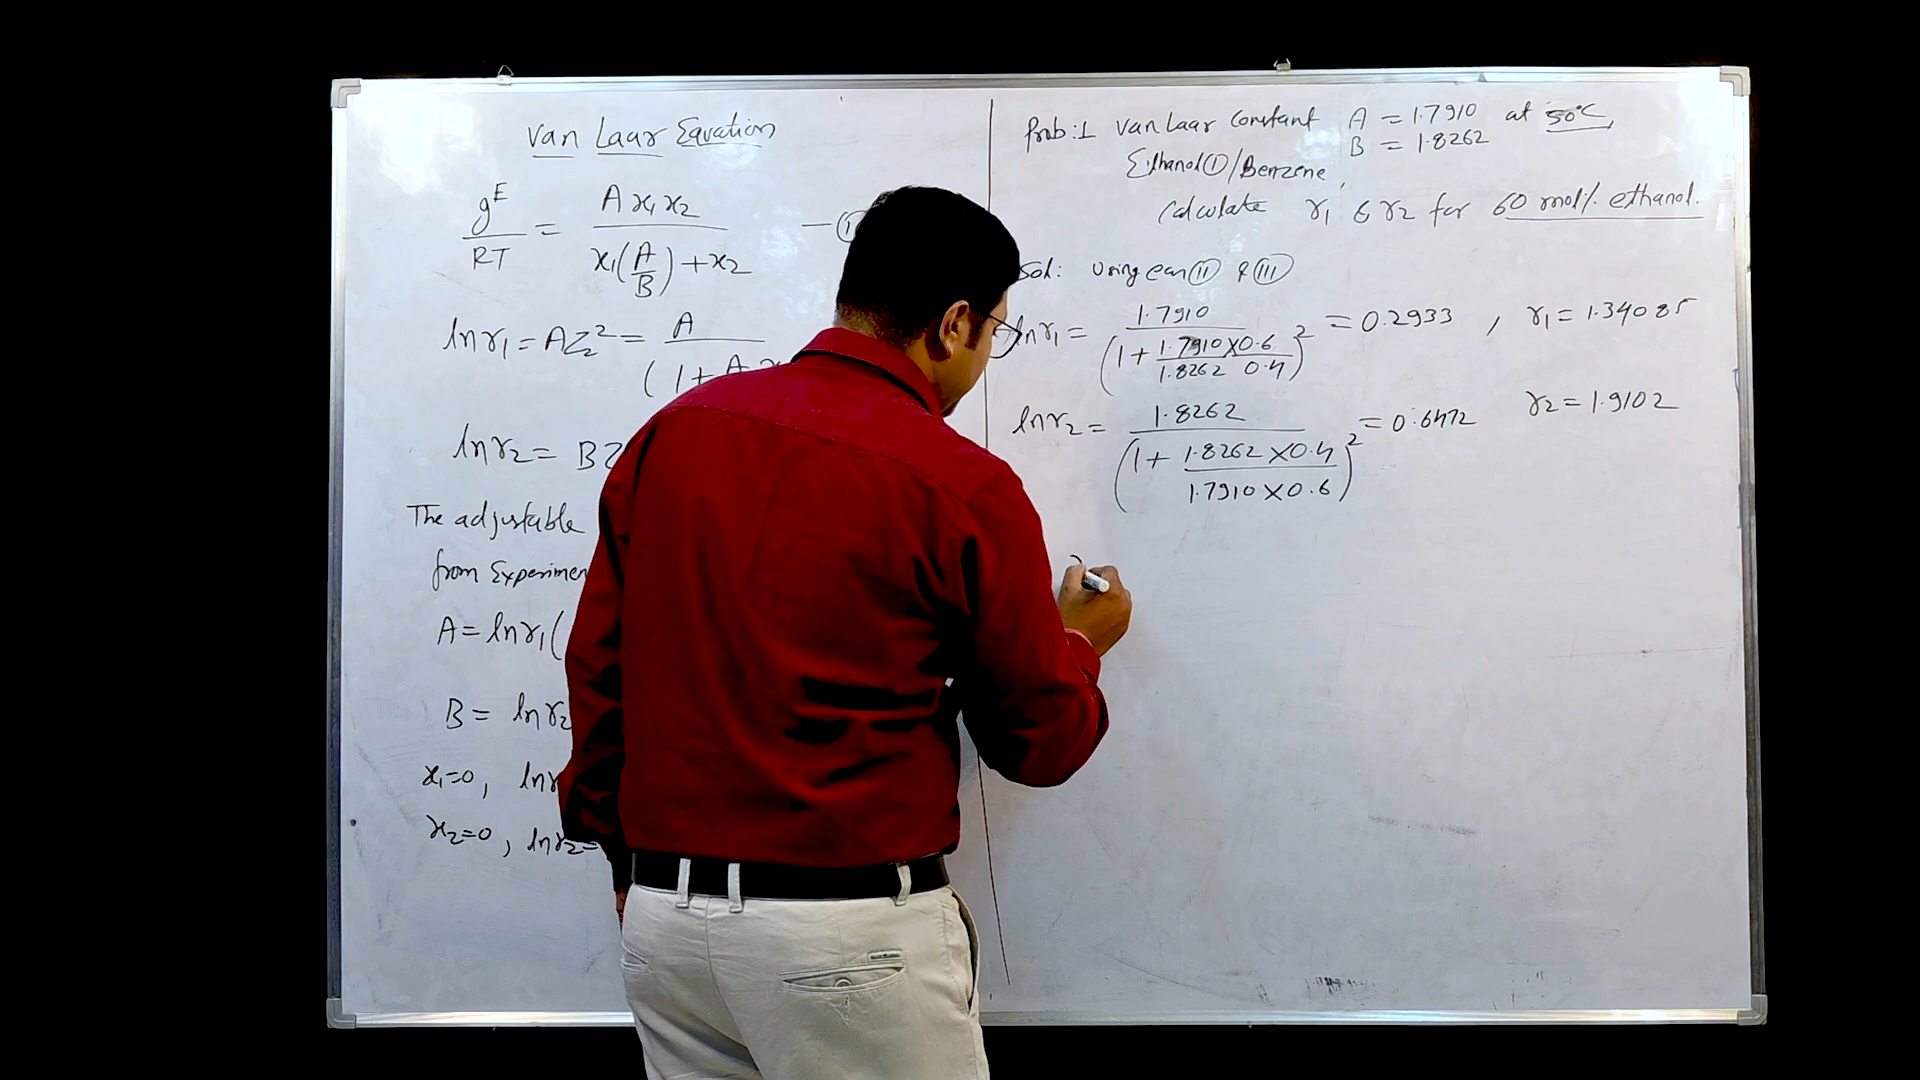 Van Laar Equation
g^E/RT = A x1 x2 / (x1(A/B) + x2) — (I)
ln γ1 = A Z2^2 = A / (1 + A x
ln γ2 = B Z
The adjustable
from Experimen
A = ln γ1 (
B = ln γ2
x1=0, ln γ
x2=0, ln γ2=
Prob:1 Van Laar Constant A = 1.7910 at 50°C,
B = 1.8262
Ethanol①/Benzene,
Calculate γ1 & γ2 for 60 mol% ethanol.
Sol: Using eqn (II) & (III)
ln γ1 = 1.7910 / (1 + 1.7910×0.6 / 1.8262 0.4)^2 = 0.2933, γ1 = 1.34085
ln γ2 = 1.8262 / (1 + 1.8262×0.4 / 1.7910×0.6)^2 = 0.6472 γ2 = 1.9102